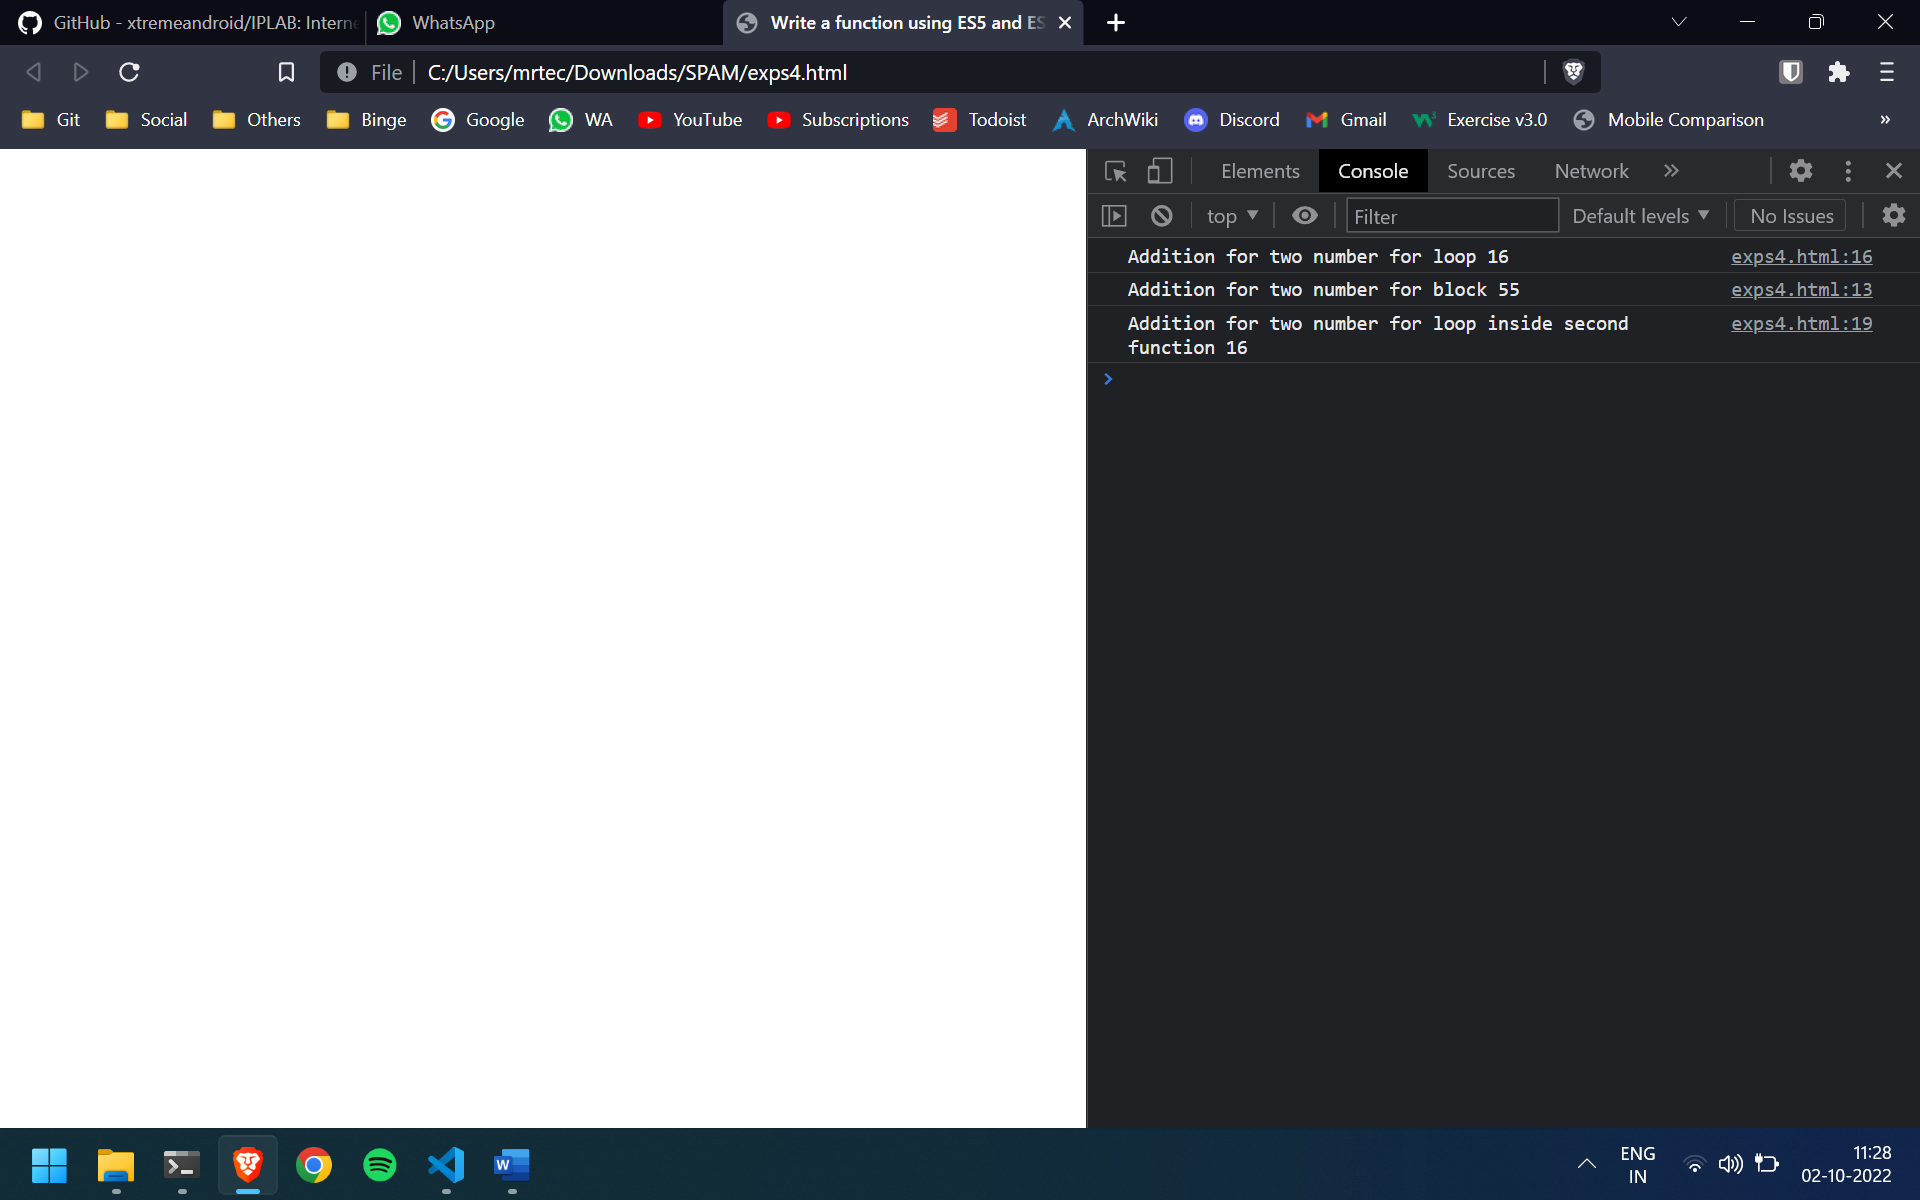 GitHub - xtremeandroid/IPLAB: Interne
WhatsApp
Write a function using ES5 and ES
File
C:/Users/mrtec/Downloads/SPAM/exps4.html
Git Social Others Binge Google WA YouTube Subscriptions Todoist ArchWiki Discord Gmail Exercise v3.0 Mobile Comparison »
Elements Console Sources Network
top Filter Default levels No Issues
Addition for two number for loop 16 exps4.html:16
Addition for two number for block 55 exps4.html:13
Addition for two number for loop inside second exps4.html:19
function 16
ENG
IN
11:28
02-10-2022